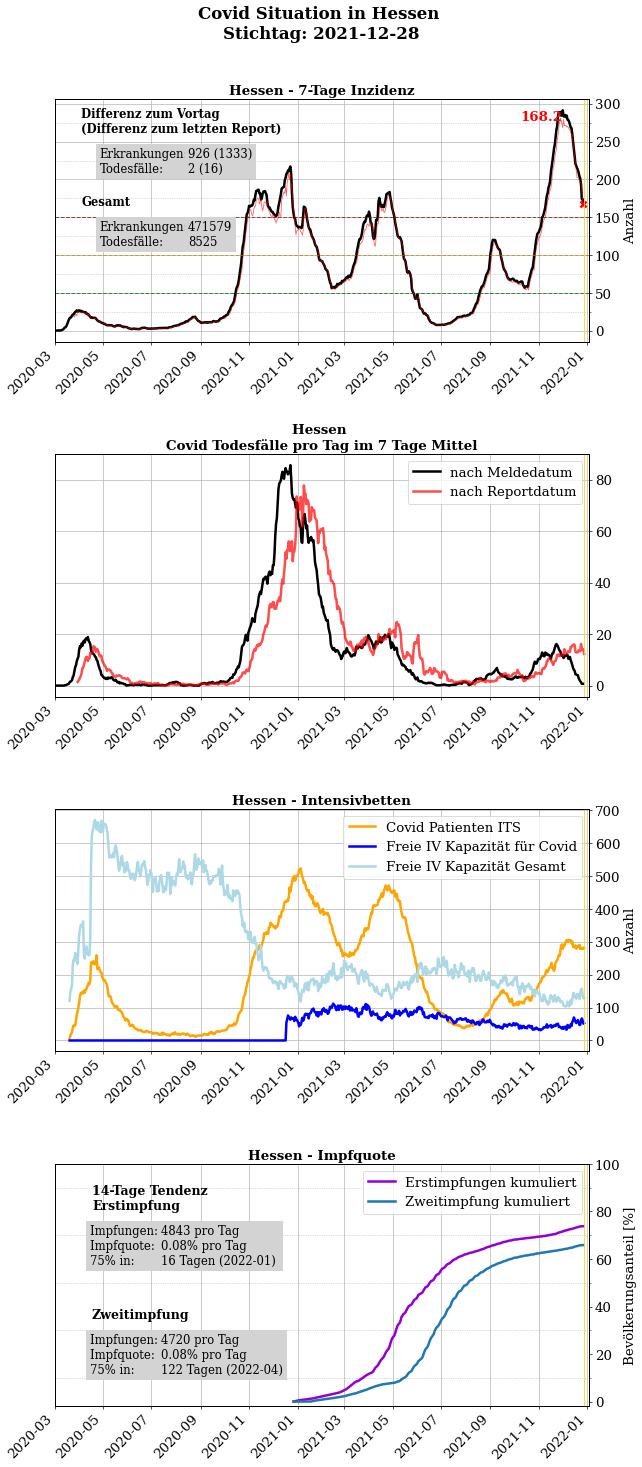 Covid Situation in Hessen
Stichtag: 2021-12-28
Hessen - 7-Tage Inzidenz
Differenz zum Vortag
(Differenz zum letzten Report)
Erkrankungen 926 (1333)
Todesfälle: 2 (16)
Gesamt
Erkrankungen 471579
Todesfälle: 8525
168.2
300
250
200
150
100
50
0
Anzahl
2020-03 2020-05 2020-07 2020-09 2020-11 2021-01 2021-03 2021-05 2021-07 2021-09 2021-11 2022-01
Hessen
Covid Todesfälle pro Tag im 7 Tage Mittel
nach Meldedatum
nach Reportdatum
80
60
40
20
0
2020-03 2020-05 2020-07 2020-09 2020-11 2021-01 2021-03 2021-05 2021-07 2021-09 2021-11 2022-01
Hessen - Intensivbetten
Covid Patienten ITS
Freie IV Kapazität für Covid
Freie IV Kapazität Gesamt
700
600
500
400
300
200
100
0
Anzahl
2020-03 2020-05 2020-07 2020-09 2020-11 2021-01 2021-03 2021-05 2021-07 2021-09 2021-11 2022-01
Hessen - Impfquote
14-Tage Tendenz
Erstimpfung
Impfungen: 4843 pro Tag
Impfquote: 0.08% pro Tag
75% in: 16 Tagen (2022-01)
Zweitimpfung
Impfungen: 4720 pro Tag
Impfquote: 0.08% pro Tag
75% in: 122 Tagen (2022-04)
Erstimpfungen kumuliert
Zweitimpfung kumuliert
100
80
60
40
20
0
Bevölkerungsanteil [%]
2020-03 2020-05 2020-07 2020-09 2020-11 2021-01 2021-03 2021-05 2021-07 2021-09 2021-11 2022-01